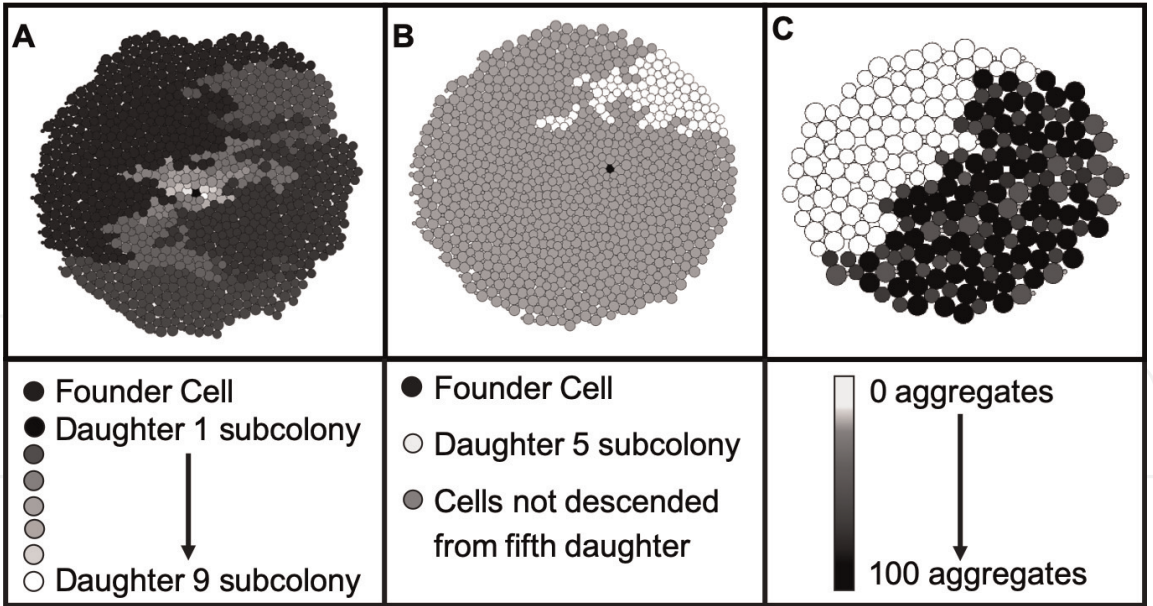 A
B
C
Founder Cell
Daughter 1 subcolony
Daughter 9 subcolony
Founder Cell
Daughter 5 subcolony
Cells not descended
from fifth daughter
0 aggregates
100 aggregates